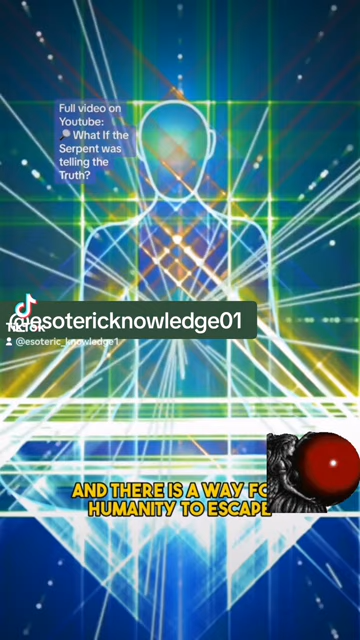 Full video on
Youtube:
🔎 What If the
Serpent was
telling the
Truth?
@esotericknowledge01
TikTok
@esoteric_knowledge1
AND THERE IS A WAY
HUMANITY TO ESCAPE